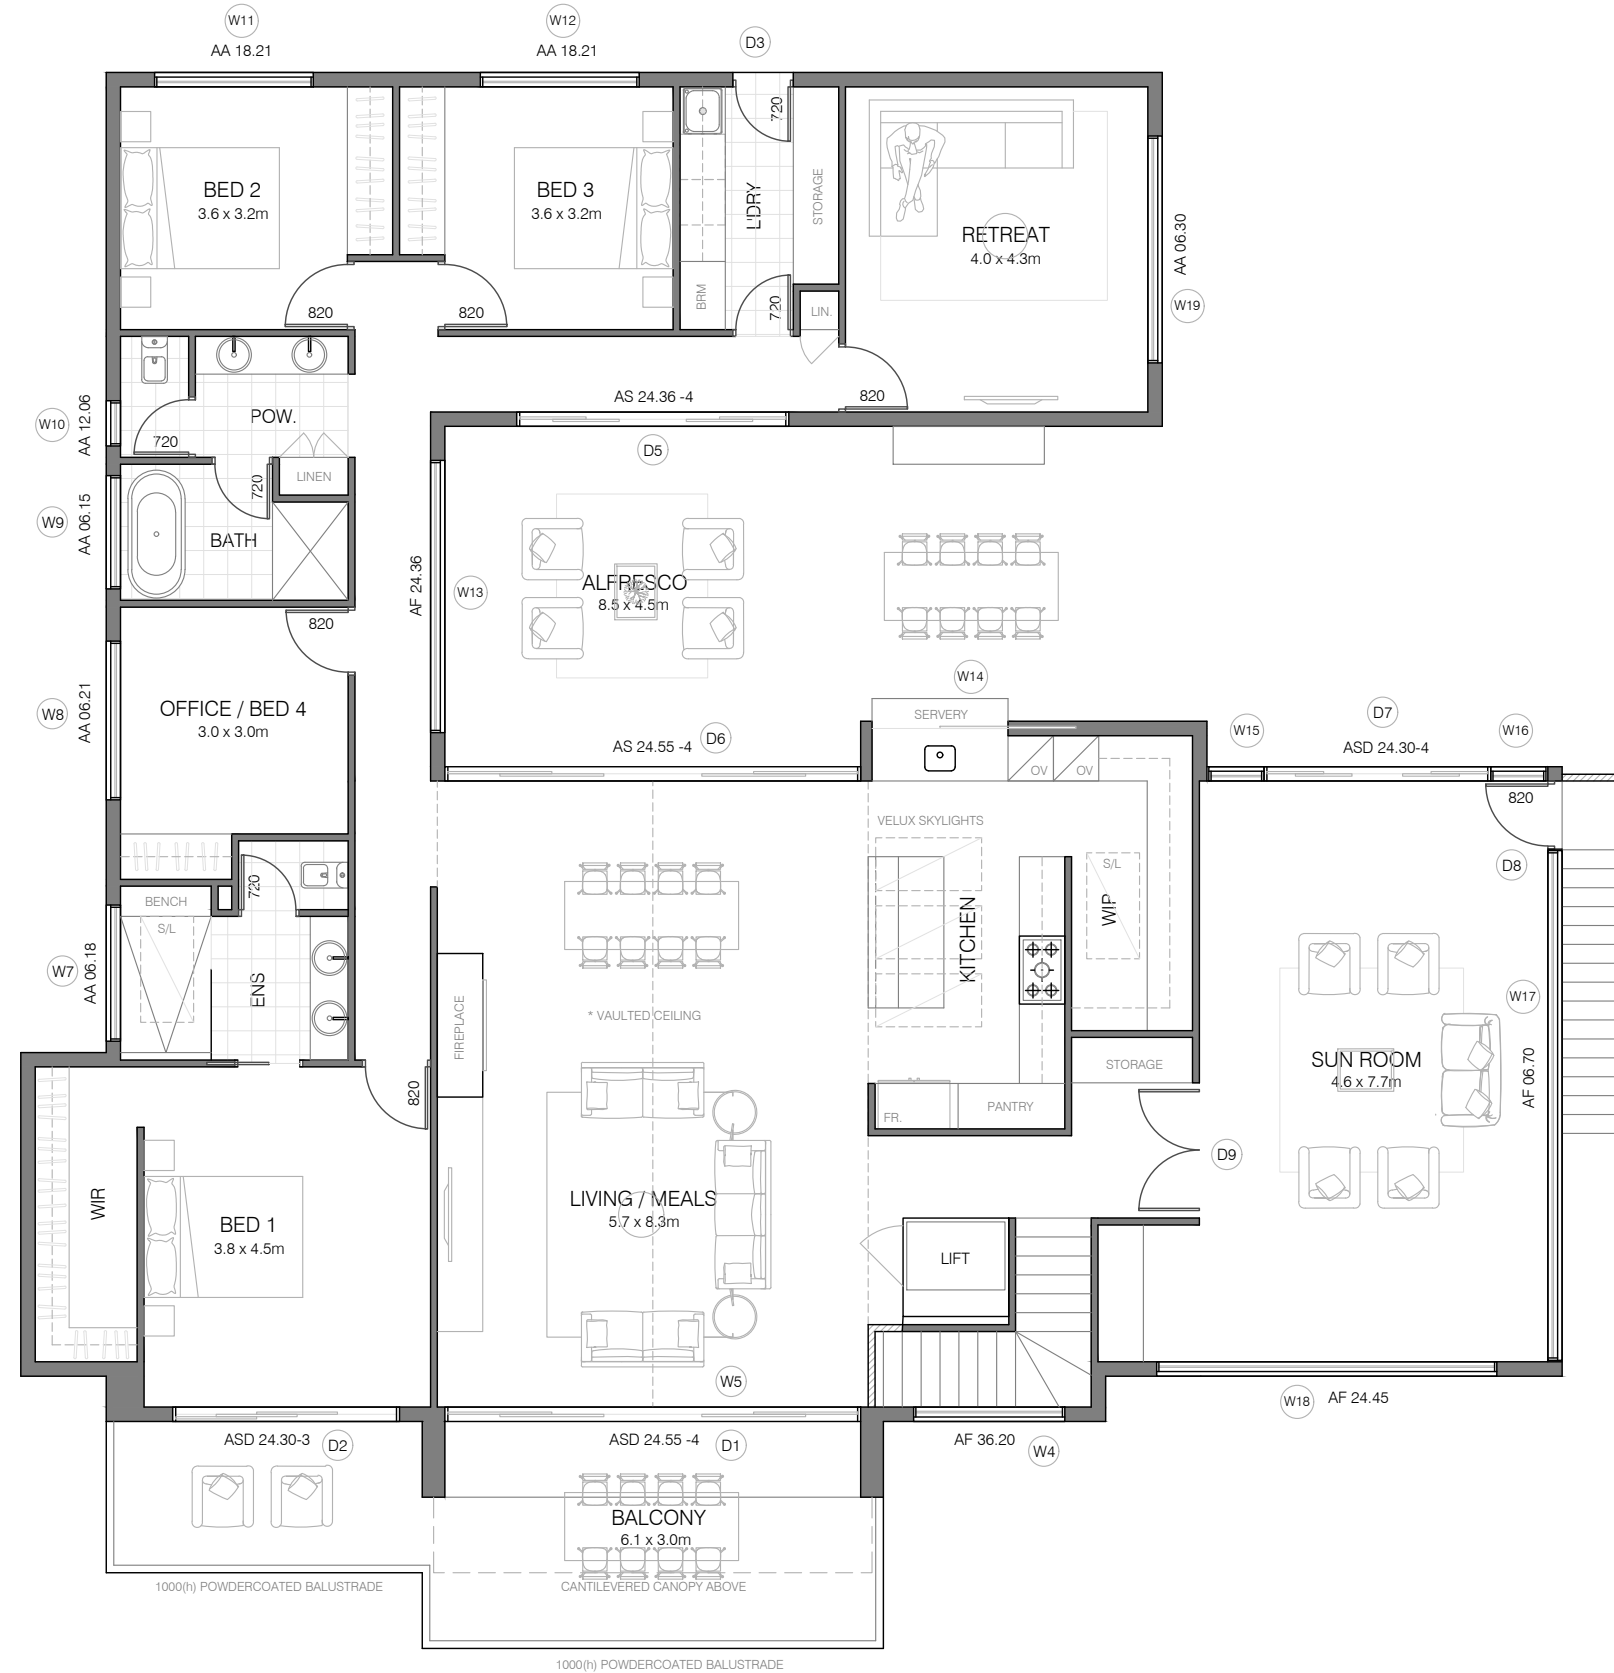 W11
AA 18.21
W12
AA 18.21
D3
720
BED 2
3.6 x 3.2m
BED 3
3.6 x 3.2m
L'DRY
STORAGE
RETREAT
4.0 x 4.3m
AA 06.30
W19
820
820
BRM
720
LIN.
W10
AA 12.06
POW.
720
AS 24.36 -4
820
D5
LINEN
720
W9
AA 06.15
BATH
AF 24.36
W13
ALFRESCO
8.5 x 4.5m
820
W8
AA 06.21
OFFICE / BED 4
3.0 x 3.0m
W14
SERVERY
AS 24.55 -4
D6
OV
OV
W15
D7
ASD 24.30-4
W16
820
D8
VELUX SKYLIGHTS
S/L
WIP
KITCHEN
720
BENCH
S/L
W7
AA 06.18
ENS
FIREPLACE
* VAULTED CEILING
W17
AF 06.70
SUN ROOM
4.6 x 7.7m
STORAGE
820
FR.
PANTRY
D9
WIR
BED 1
3.8 x 4.5m
LIVING / MEALS
5.7 x 8.3m
LIFT
W5
W18
AF 24.45
ASD 24.30-3
D2
ASD 24.55 -4
D1
AF 36.20
W4
BALCONY
6.1 x 3.0m
1000(h) POWDERCOATED BALUSTRADE
CANTILEVERED CANOPY ABOVE
1000(h) POWDERCOATED BALUSTRADE